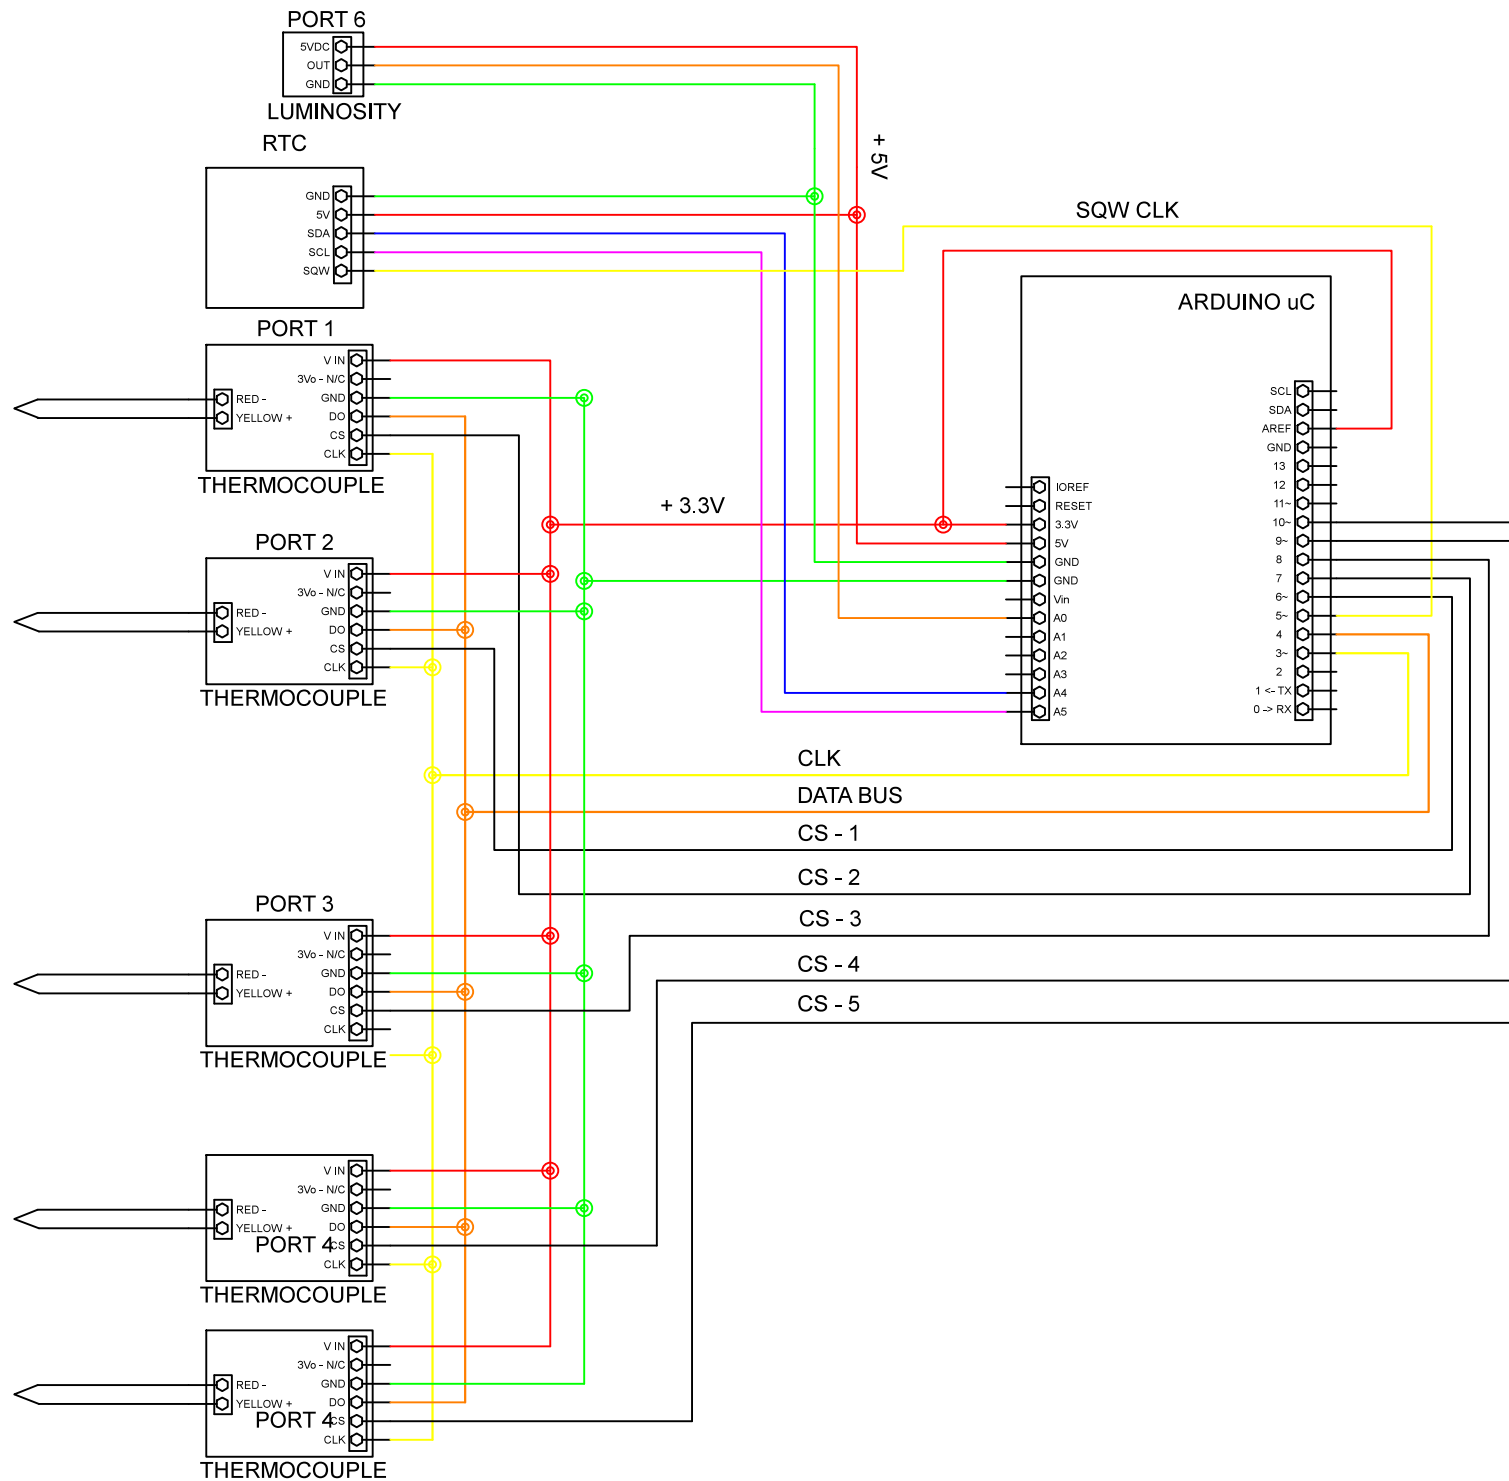 PORT 6
5VDC
OUT
GND
LUMINOSITY
RTC
GND
5V
SDA
SCL
SQW
+ 5V
SQW CLK
PORT 1
V IN
3Vo - N/C
GND
DO
CS
CLK
RED -
YELLOW +
THERMOCOUPLE
+ 3.3V
PORT 2
V IN
3Vo - N/C
GND
DO
CS
CLK
RED -
YELLOW +
THERMOCOUPLE
ARDUINO uC
IOREF
RESET
3.3V
5V
GND
GND
Vin
A0
A1
A2
A3
A4
A5
SCL
SDA
AREF
GND
13
12
11~
10~
9~
8
7
6~
5~
4
3~
2
1 <- TX
0 -> RX
CLK
DATA BUS
CS - 1
CS - 2
CS - 3
CS - 4
CS - 5
PORT 3
V IN
3Vo - N/C
GND
DO
CS
CLK
RED -
YELLOW +
THERMOCOUPLE
V IN
3Vo - N/C
GND
DO
CS
CLK
RED -
YELLOW +
PORT 4
THERMOCOUPLE
V IN
3Vo - N/C
GND
DO
CS
CLK
RED -
YELLOW +
PORT 4
THERMOCOUPLE